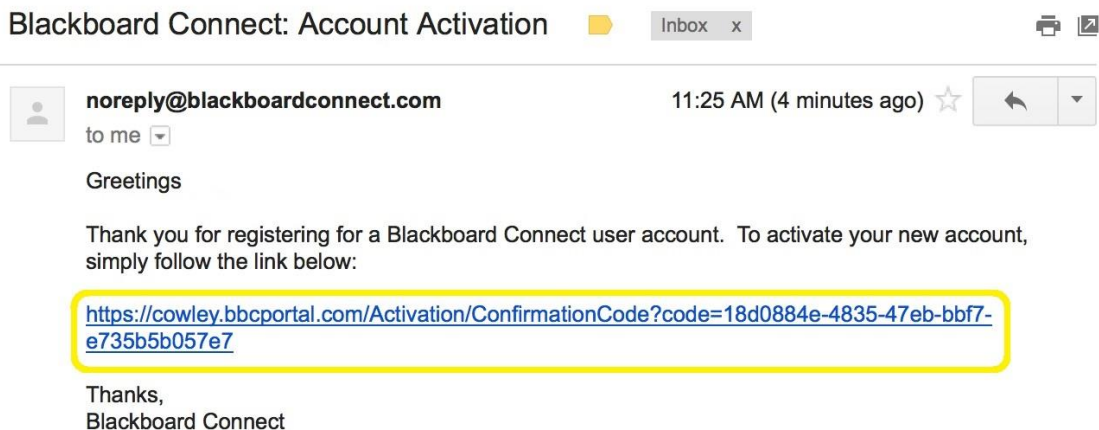 Blackboard Connect: Account Activation
Inbox x
noreply@blackboardconnect.com
11:25 AM (4 minutes ago)
to me
Greetings
Thank you for registering for a Blackboard Connect user account. To activate your new account,
simply follow the link below:
https://cowley.bbcportal.com/Activation/ConfirmationCode?code=18d0884e-4835-47eb-bbf7-
e735b5b057e7
Thanks,
Blackboard Connect